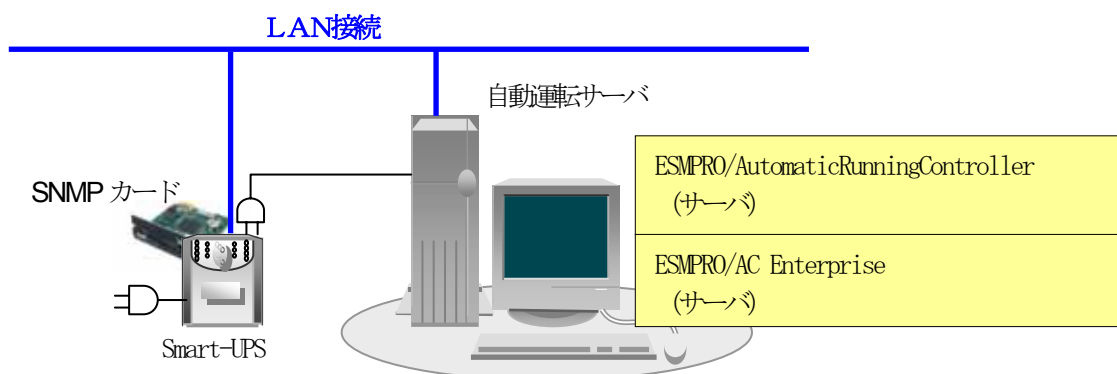 LAN接続
自動運転サーバ
SNMP カード
ESMPRO/AutomaticRunningController
(サーバ)
ESMPRO/AC Enterprise
(サーバ)
Smart-UPS